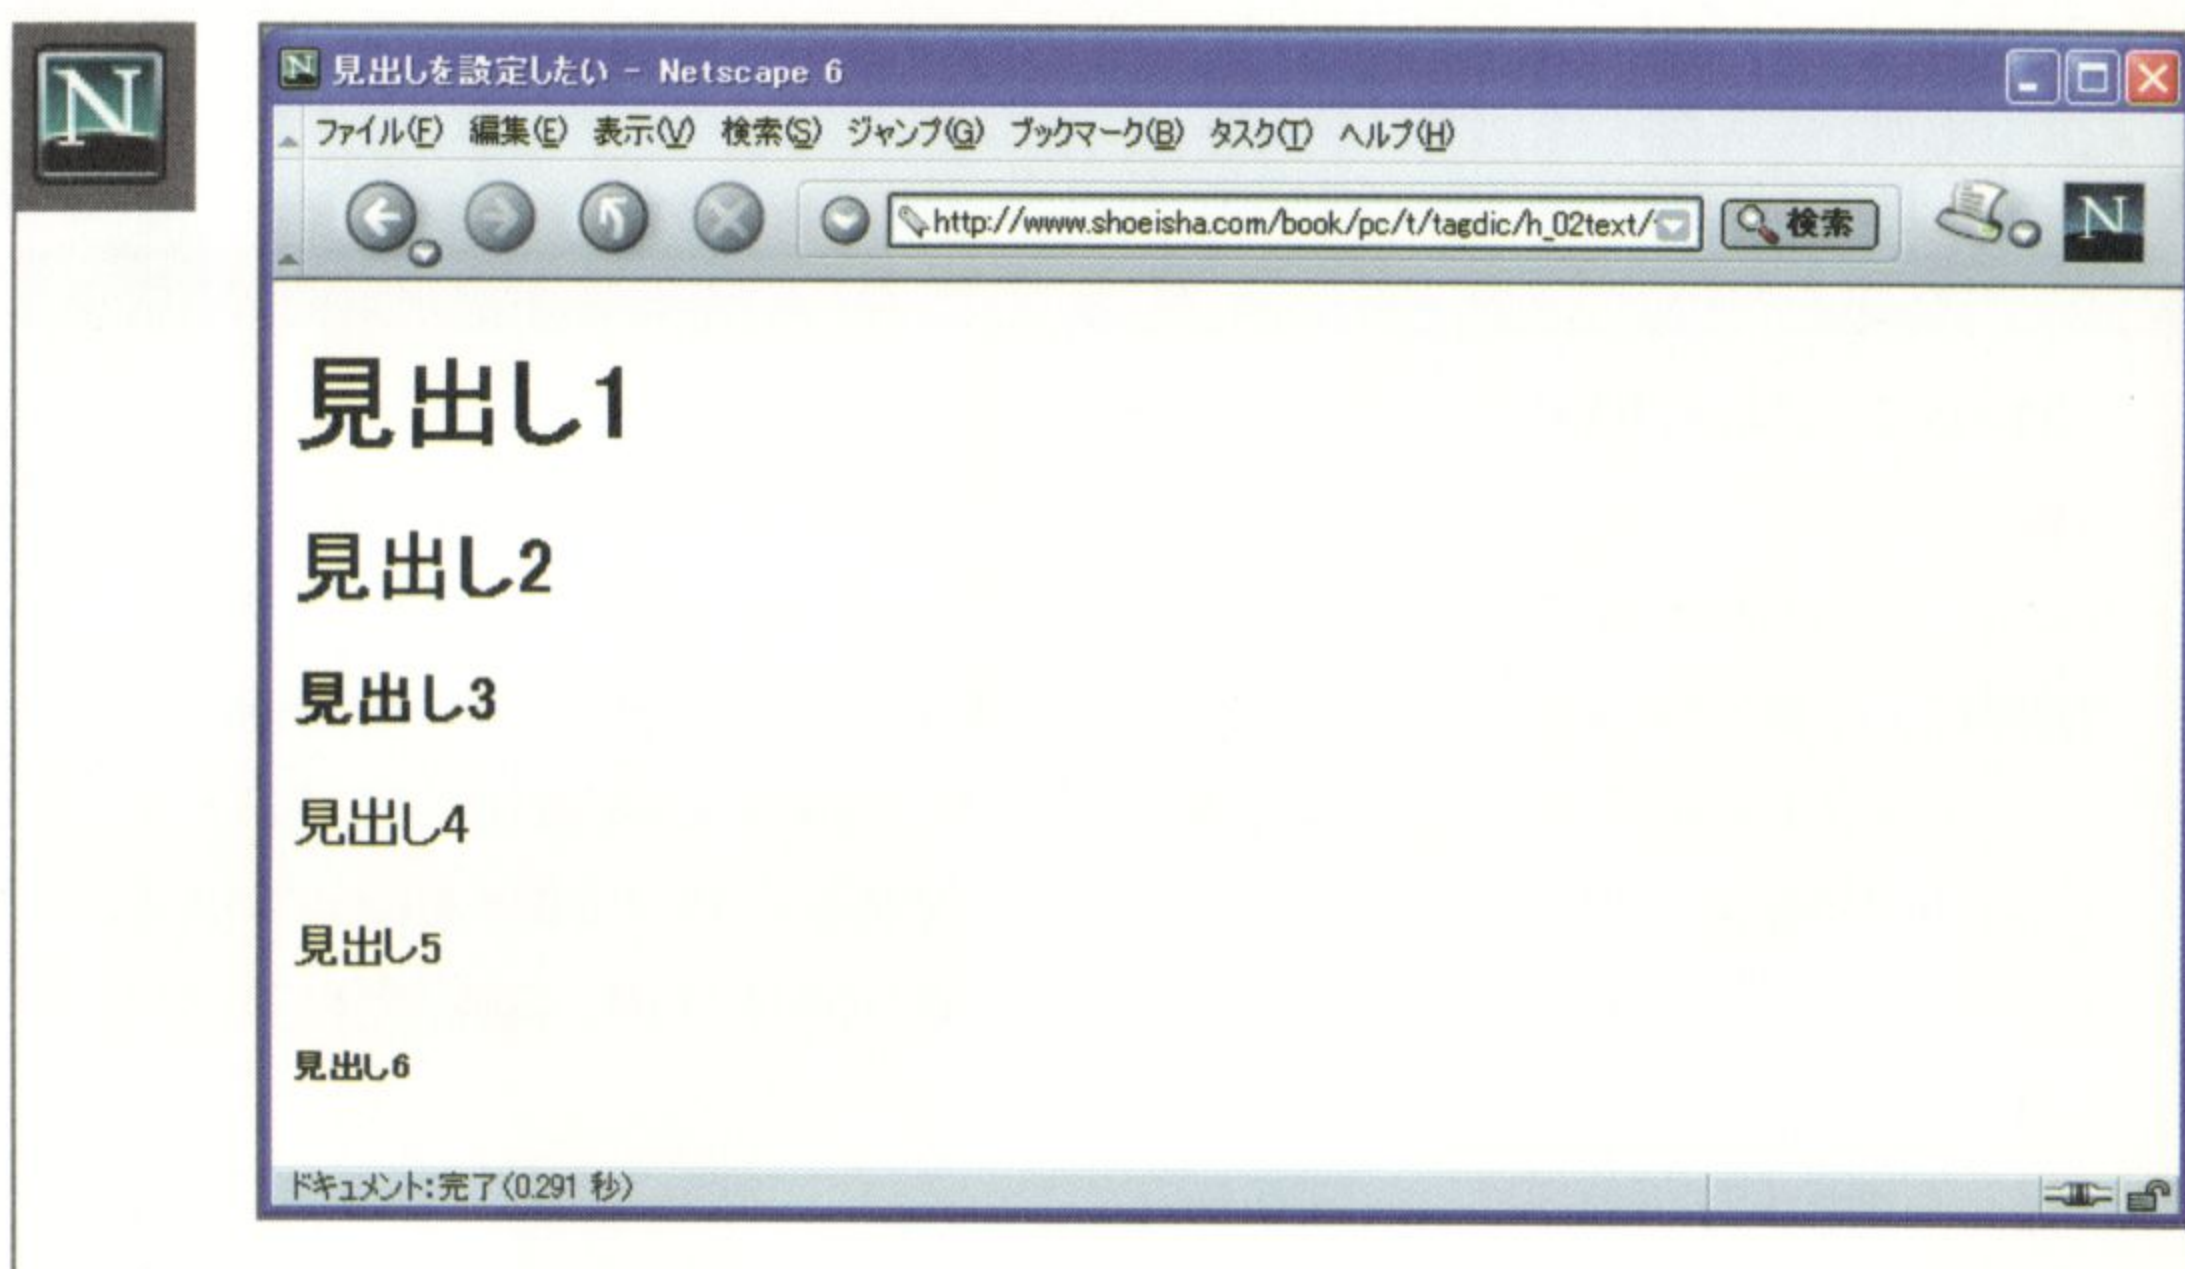 N
見出しを設定したい - Netscape 6
ファイル(F) 編集(E) 表示(V) 検索(S) ジャンプ(G) ブックマーク(B) タスク(T) ヘルプ(H)
http://www.shoeisha.com/book/pc/t/tagdic/h_02text/ 検索 N
見出し1
見出し2
見出し3
見出し4
見出し5
見出し6
ドキュメント:完了(0.291 秒)